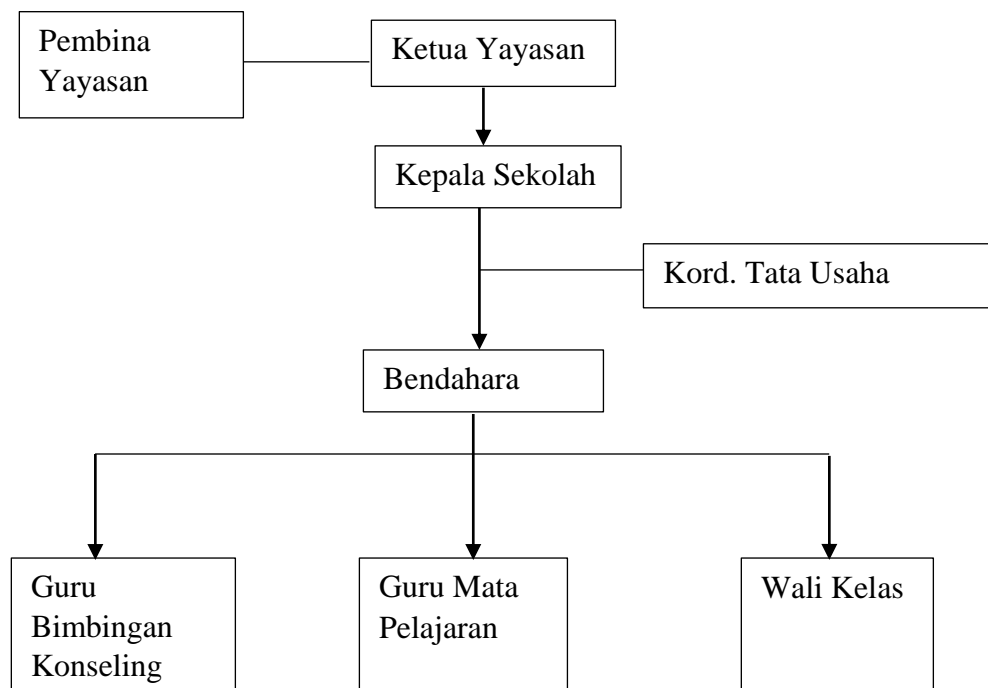 Pembina
Yayasan
Ketua Yayasan
Kepala Sekolah
Kord. Tata Usaha
Bendahara
Guru
Bimbingan
Konseling
Guru Mata
Pelajaran
Wali Kelas